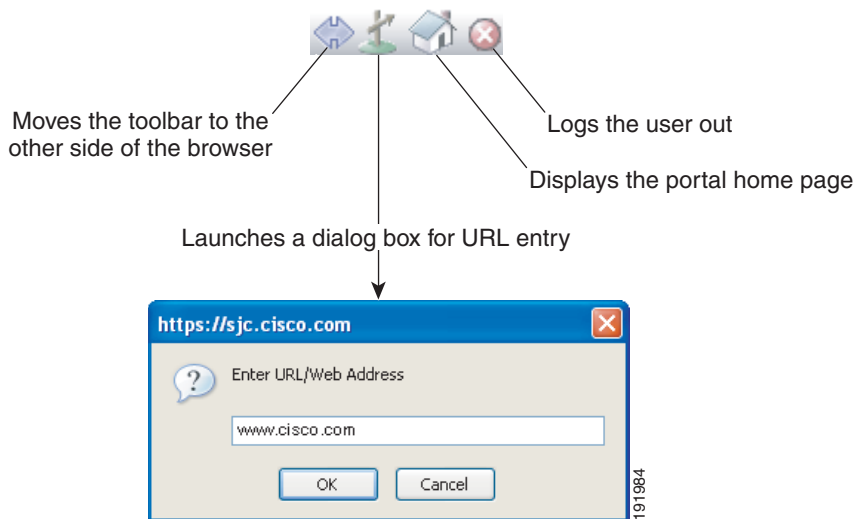 Moves the toolbar to the
other side of the browser
Logs the user out
Displays the portal home page
Launches a dialog box for URL entry
https://sjc.cisco.com
?
Enter URL/Web Address
www.cisco.com
OK
Cancel
191984